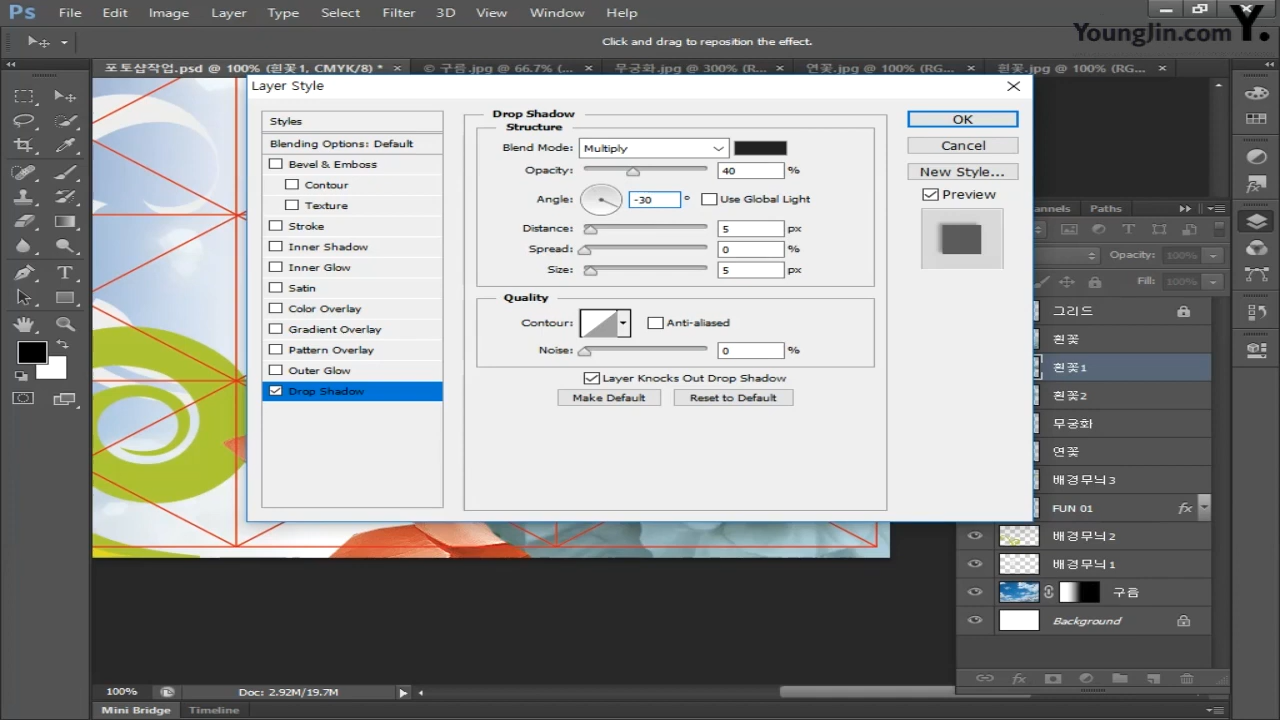 Ps File Edit Image Layer Type Select Filter 3D View Window Help
Y.
YoungJin.com
Click and drag to reposition the effect.
포토샵작업.psd @ 100% (흰꽃1, CMYK/8) * × © 구름.jpg @ 66.7% (... × 무궁화.jpg @ 300% (R... × 연꽃.jpg @ 100% (RG... × 흰꽃.jpg @ 100% (RG... ×
Layer Style
Styles
Blending Options: Default
Bevel & Emboss
Contour
Texture
Stroke
Inner Shadow
Inner Glow
Satin
Color Overlay
Gradient Overlay
Pattern Overlay
Outer Glow
Drop Shadow
Drop Shadow
Structure
Blend Mode: Multiply
Opacity: 40 %
Angle: -30 ° Use Global Light
Distance: 5 px
Spread: 0 %
Size: 5 px
Quality
Contour: Anti-aliased
Noise: 0 %
Layer Knocks Out Drop Shadow
Make Default Reset to Default
OK
Cancel
New Style...
Preview
annels Paths
Opacity: 100%
Fill: 100%
그리드
흰꽃
흰꽃1
흰꽃2
무궁화
연꽃
배경무늬3
FUN 01 fx
배경무늬2
배경무늬1
구름
Background
fx
100% Doc: 2.92M/19.7M
Mini Bridge Timeline